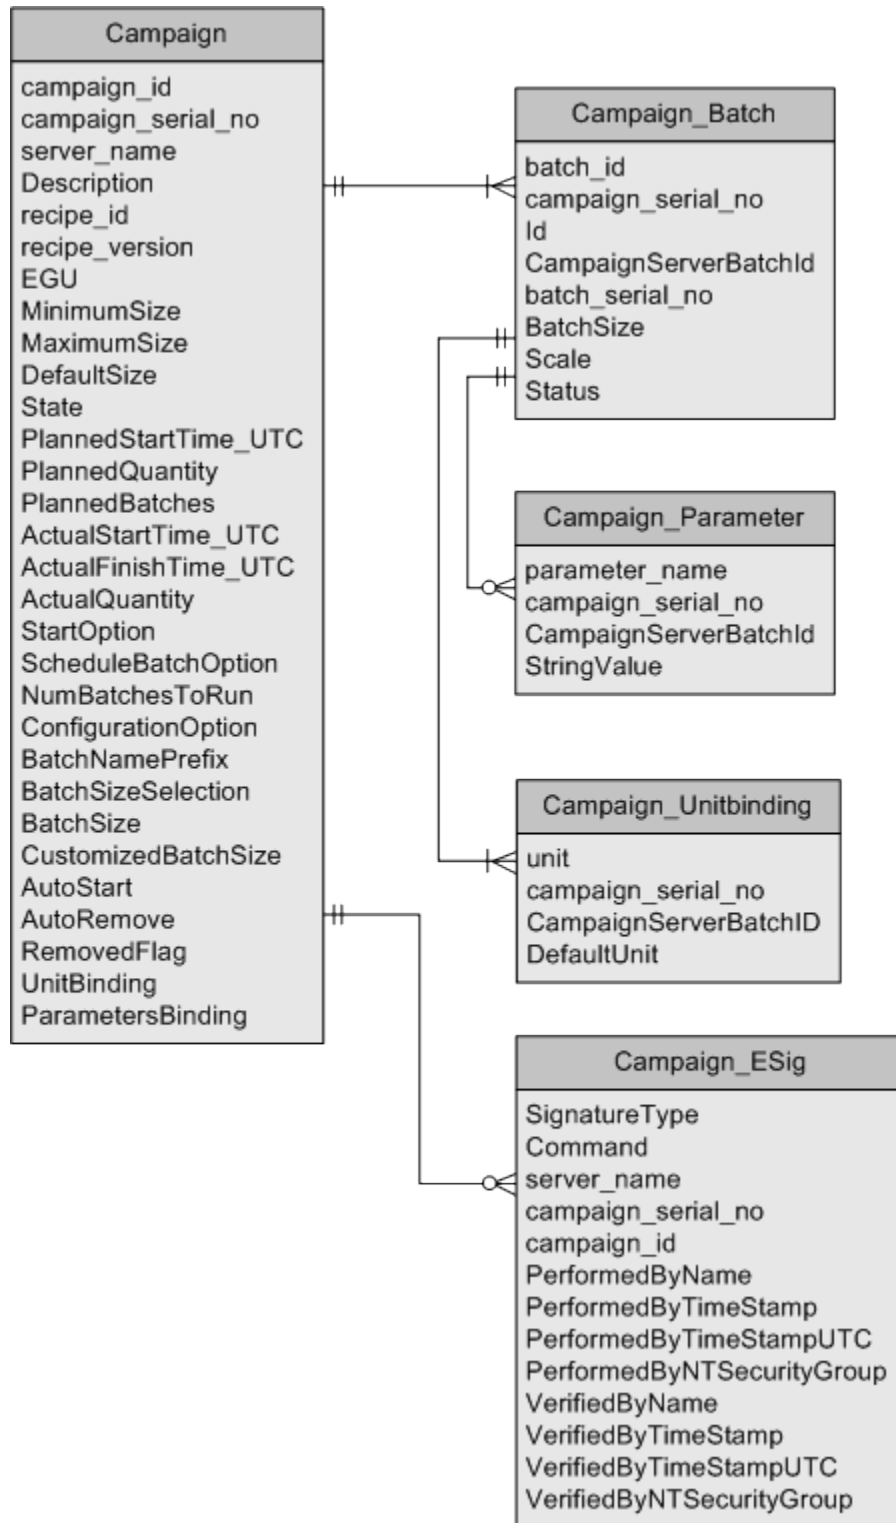 Campaign
campaign_id
campaign_serial_no
server_name
Description
recipe_id
recipe_version
EGU
MinimumSize
MaximumSize
DefaultSize
State
PlannedStartTime_UTC
PlannedQuantity
PlannedBatches
ActualStartTime_UTC
ActualFinishTime_UTC
ActualQuantity
StartOption
ScheduleBatchOption
NumBatchesToRun
ConfigurationOption
BatchNamePrefix
BatchSizeSelection
BatchSize
CustomizedBatchSize
AutoStart
AutoRemove
RemovedFlag
UnitBinding
ParametersBinding
Campaign_Batch
batch_id
campaign_serial_no
Id
CampaignServerBatchId
batch_serial_no
BatchSize
Scale
Status
Campaign_Parameter
parameter_name
campaign_serial_no
CampaignServerBatchId
StringValue
Campaign_Unitbinding
unit
campaign_serial_no
CampaignServerBatchID
DefaultUnit
Campaign_ESig
SignatureType
Command
server_name
campaign_serial_no
campaign_id
PerformedByName
PerformedByTimeStamp
PerformedByTimeStampUTC
PerformedByNTSecurityGroup
VerifiedByName
VerifiedByTimeStamp
VerifiedByTimeStampUTC
VerifiedByNTSecurityGroup